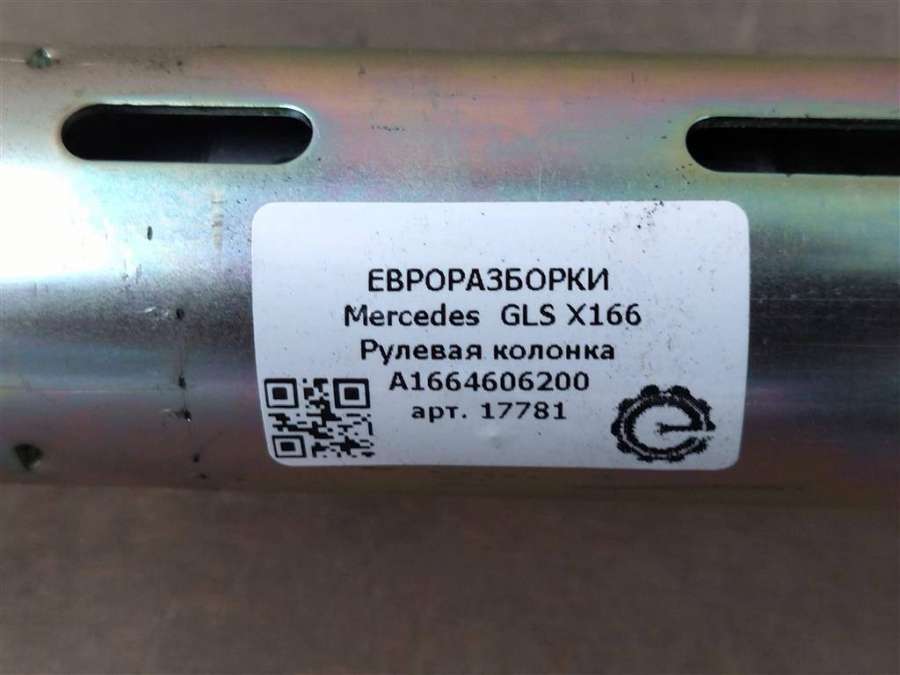 ЕВРОРАЗБОРКИ
Mercedes GLS X166
Рулевая колонка
A1664606200
арт. 17781